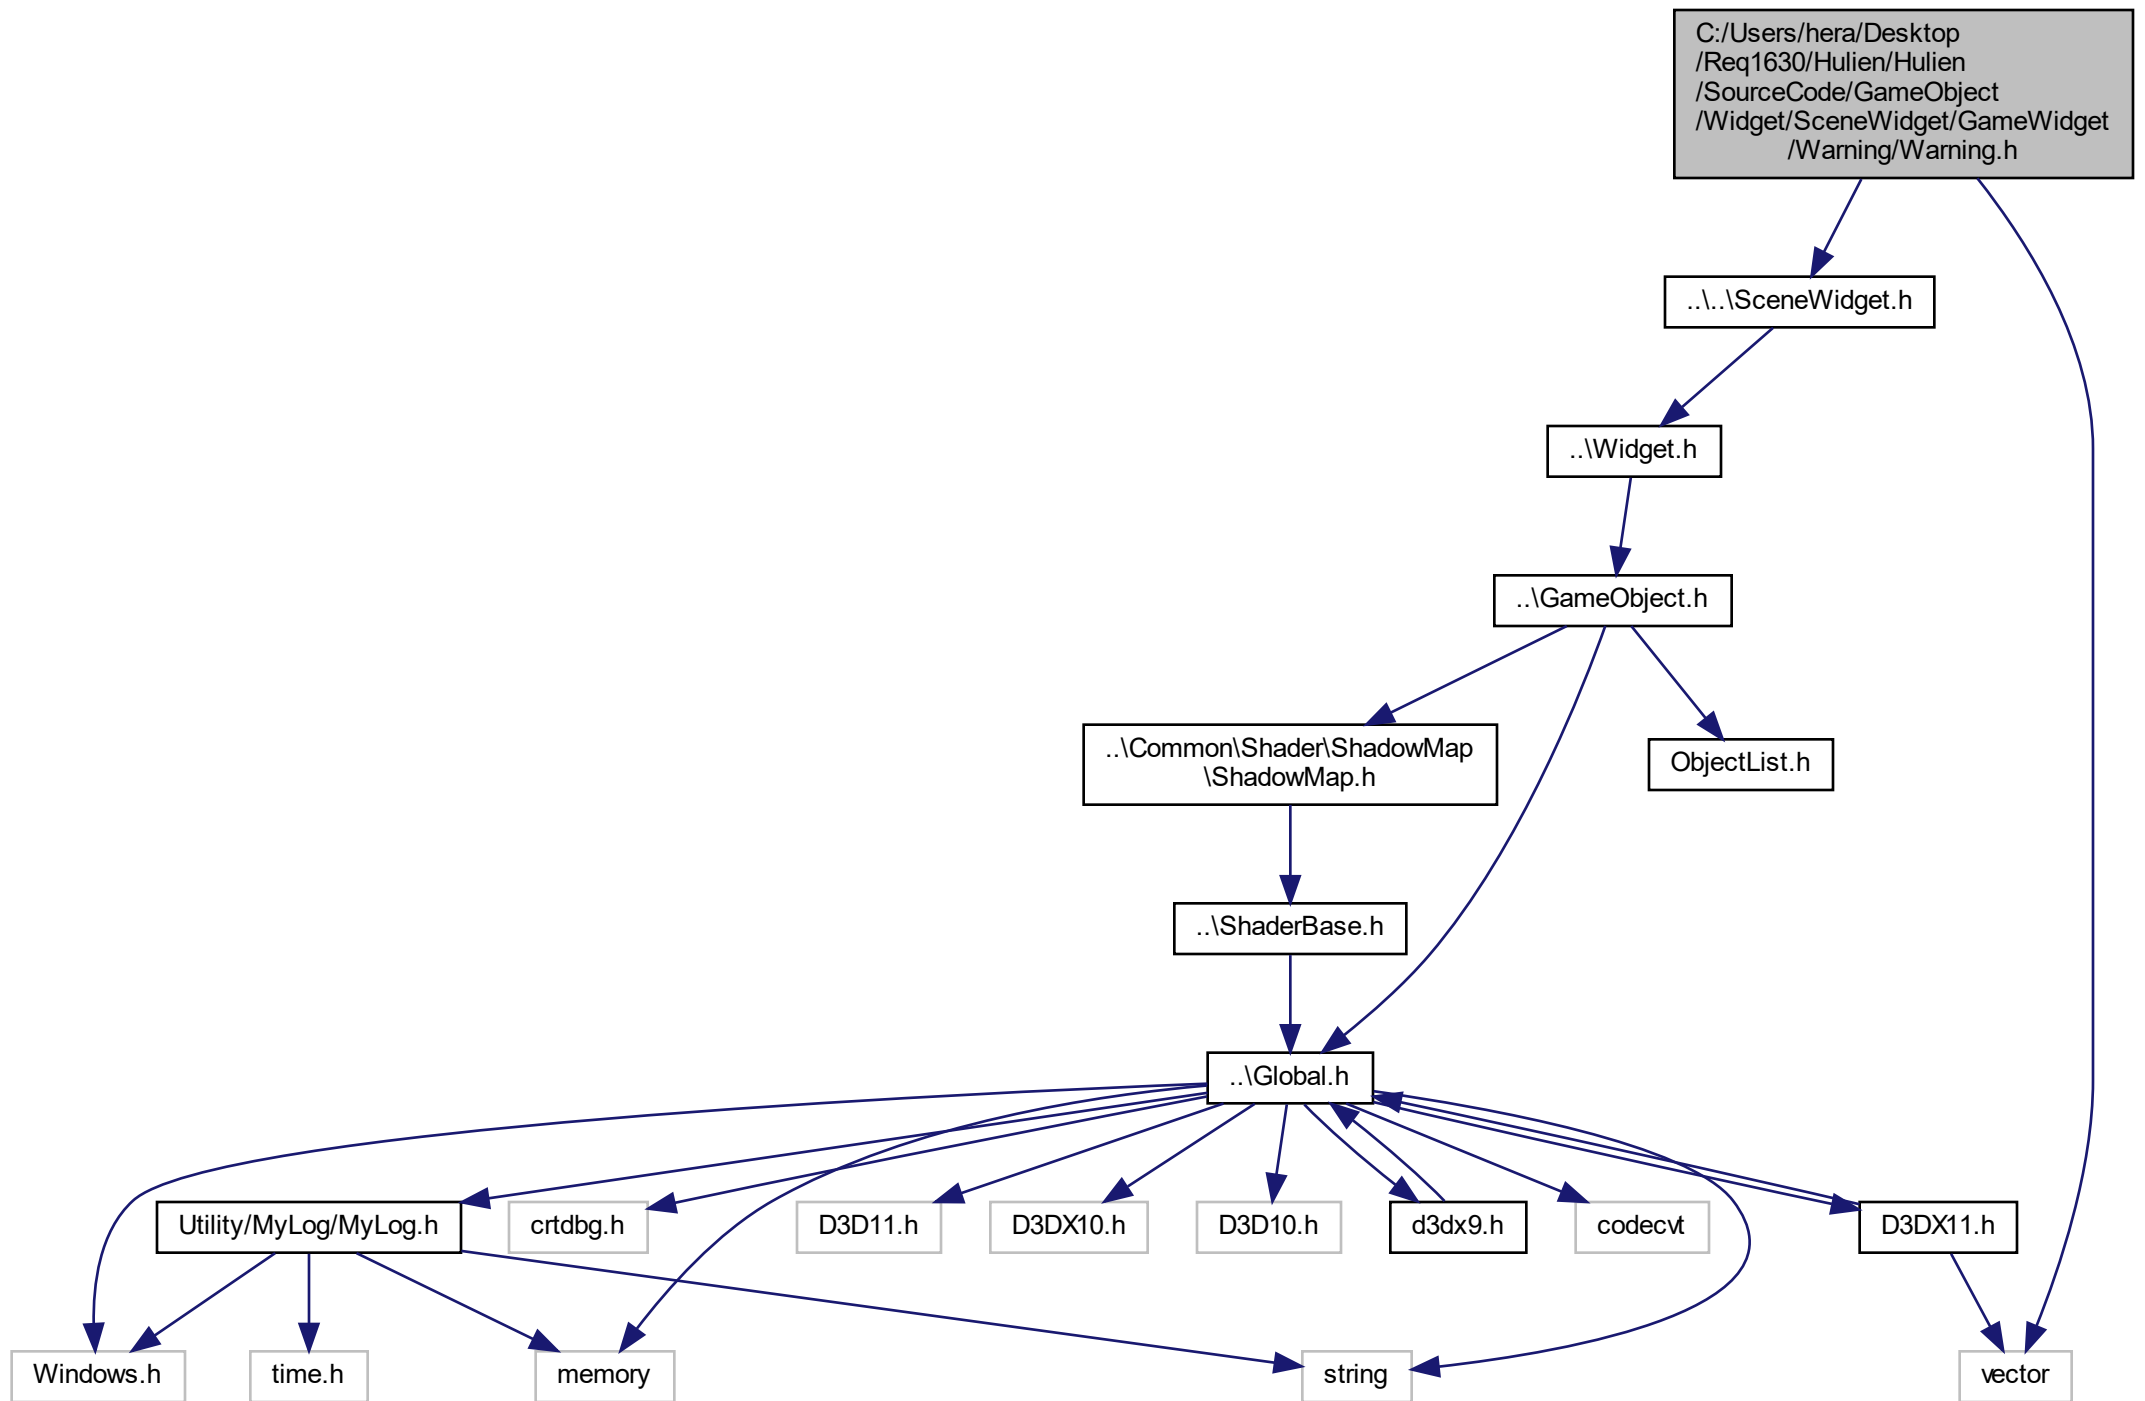 C:/Users/hera/Desktop
/Req1630/Hulien/Hulien
/SourceCode/GameObject
/Widget/SceneWidget/GameWidget
/Warning/Warning.h
..\..\SceneWidget.h
..\Widget.h
..\GameObject.h
..\Common\Shader\ShadowMap
\ShadowMap.h
ObjectList.h
..\ShaderBase.h
..\Global.h
Utility/MyLog/MyLog.h
crtdbg.h
D3D11.h
D3DX10.h
D3D10.h
d3dx9.h
codecvt
D3DX11.h
Windows.h
time.h
memory
string
vector